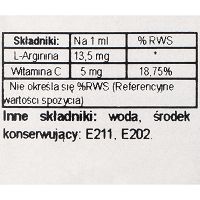 Składniki: Na 1 ml % RWS
L-Arginina 13,5 mg *
Witamina C 5 mg 18,75%
Nie określa się %RWS (Referencyjne
wartości spożycia)
Inne składniki: woda, środek
konserwujący: E211, E202.